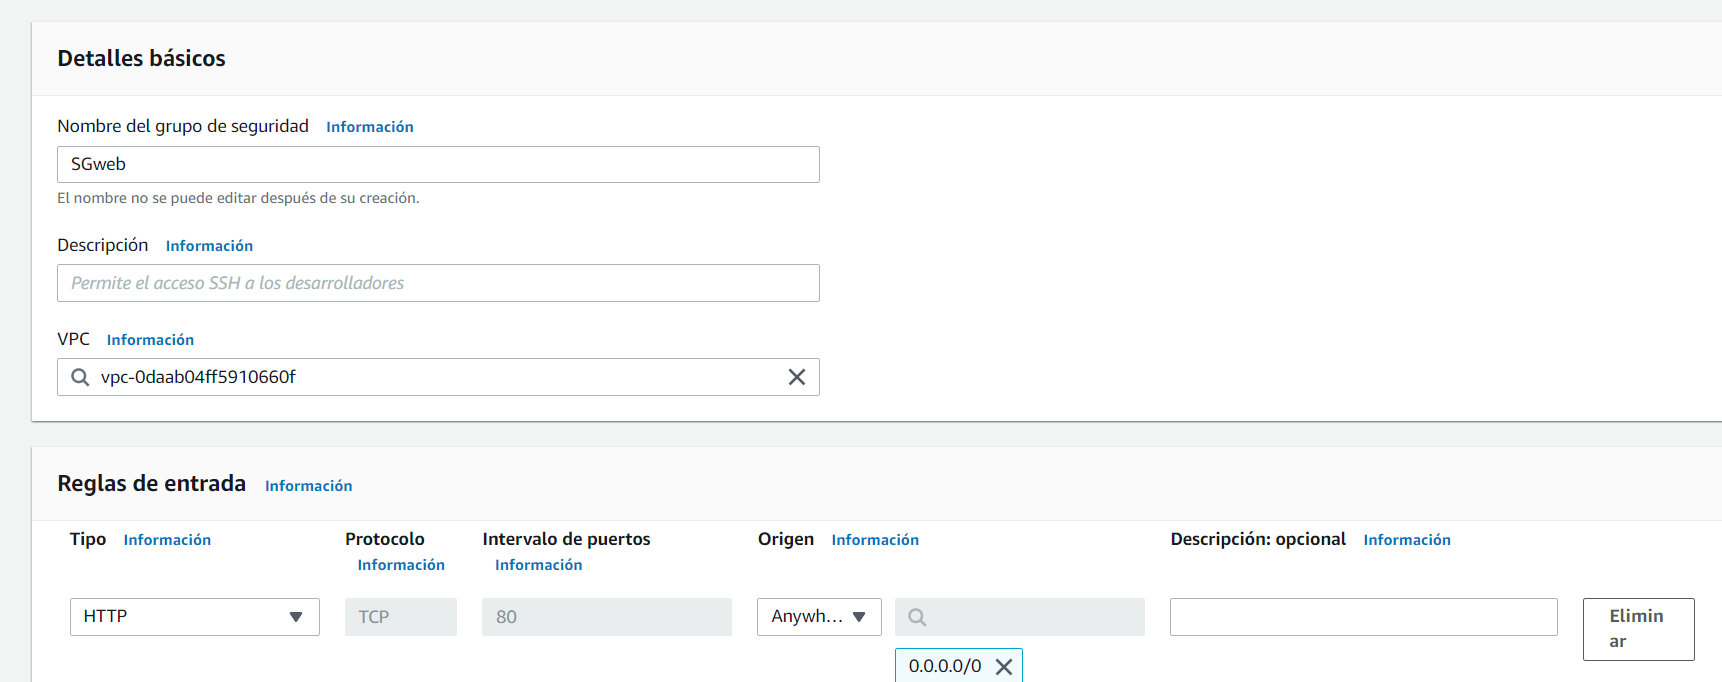 Detalles básicos
Nombre del grupo de seguridad Información
SGweb
El nombre no se puede editar después de su creación.
Descripción Información
Permite el acceso SSH a los desarrolladores
VPC Información
vpc-0daab04ff5910660f
Reglas de entrada Información
Tipo Información Protocolo Intervalo de puertos Origen Información Descripción: opcional Información
Información Información
HTTP TCP 80 Anywh... Elimin
ar
0.0.0.0/0